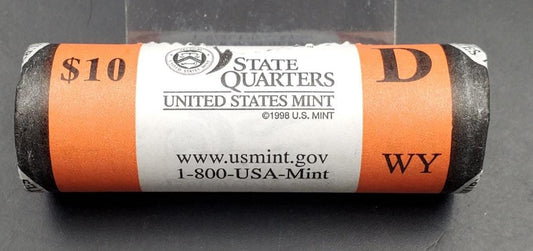 $10
STATE
QUARTERS
UNITED STATES MINT
©1998 U.S. MINT
www.usmint.gov
1-800-USA-Mint
D
WY